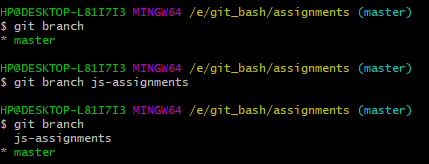 HP@DESKTOP-L81I7I3 MINGW64 /e/git_bash/assignments (master)
$ git branch
* master
HP@DESKTOP-L81I7I3 MINGW64 /e/git_bash/assignments (master)
$ git branch js-assignments
HP@DESKTOP-L81I7I3 MINGW64 /e/git_bash/assignments (master)
$ git branch
  js-assignments
* master